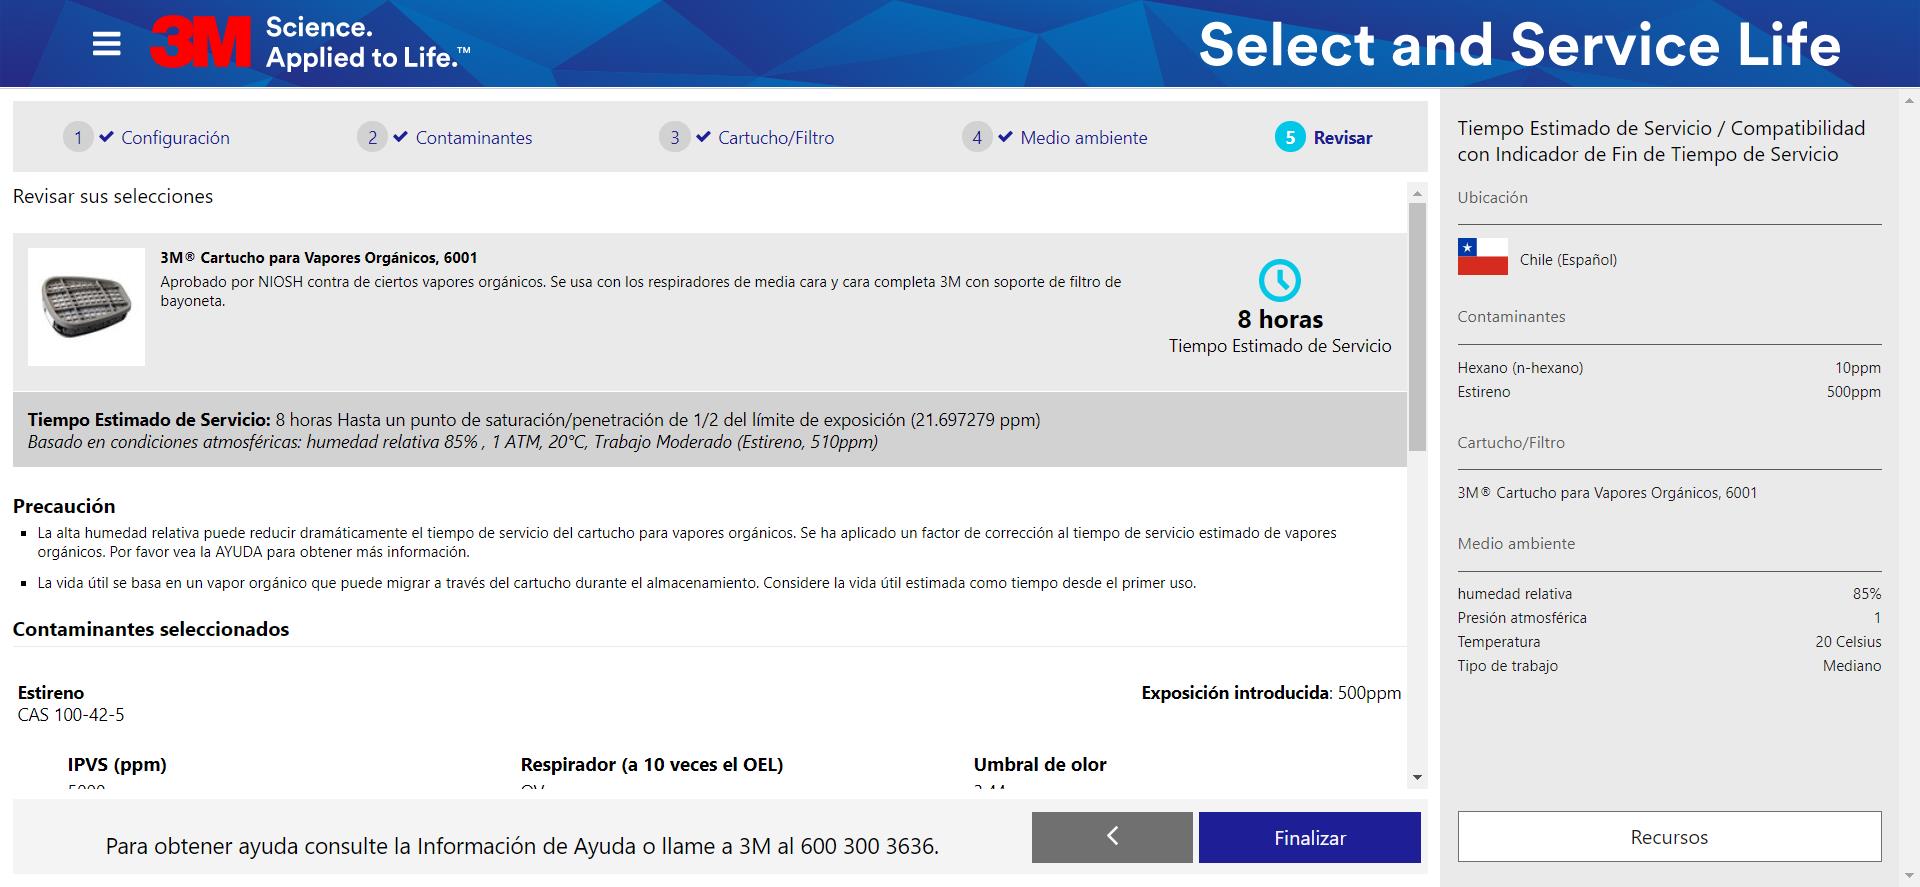 3M Science.
Applied to Life.™
Select and Service Life
1 Configuración
2 Contaminantes
3 Cartucho/Filtro
4 Medio ambiente
5 Revisar
Revisar sus selecciones
3M® Cartucho para Vapores Orgánicos, 6001
Aprobado por NIOSH contra de ciertos vapores orgánicos. Se usa con los respiradores de media cara y cara completa 3M con soporte de filtro de
bayoneta.
8 horas
Tiempo Estimado de Servicio
Tiempo Estimado de Servicio: 8 horas Hasta un punto de saturación/penetración de 1/2 del límite de exposición (21.697279 ppm)
Basado en condiciones atmosféricas: humedad relativa 85% , 1 ATM, 20°C, Trabajo Moderado (Estireno, 510ppm)
Precaución
La alta humedad relativa puede reducir dramáticamente el tiempo de servicio del cartucho para vapores orgánicos. Se ha aplicado un factor de corrección al tiempo de servicio estimado de vapores
orgánicos. Por favor vea la AYUDA para obtener más información.
La vida útil se basa en un vapor orgánico que puede migrar a través del cartucho durante el almacenamiento. Considere la vida útil estimada como tiempo desde el primer uso.
Contaminantes seleccionados
Estireno
CAS 100-42-5
Exposición introducida: 500ppm
IPVS (ppm)
Respirador (a 10 veces el OEL)
Umbral de olor
Para obtener ayuda consulte la Información de Ayuda o llame a 3M al 600 300 3636.
Finalizar
Tiempo Estimado de Servicio / Compatibilidad
con Indicador de Fin de Tiempo de Servicio
Ubicación
Chile (Español)
Contaminantes
Hexano (n-hexano) 10ppm
Estireno 500ppm
Cartucho/Filtro
3M® Cartucho para Vapores Orgánicos, 6001
Medio ambiente
humedad relativa 85%
Presión atmosférica 1
Temperatura 20 Celsius
Tipo de trabajo Mediano
Recursos